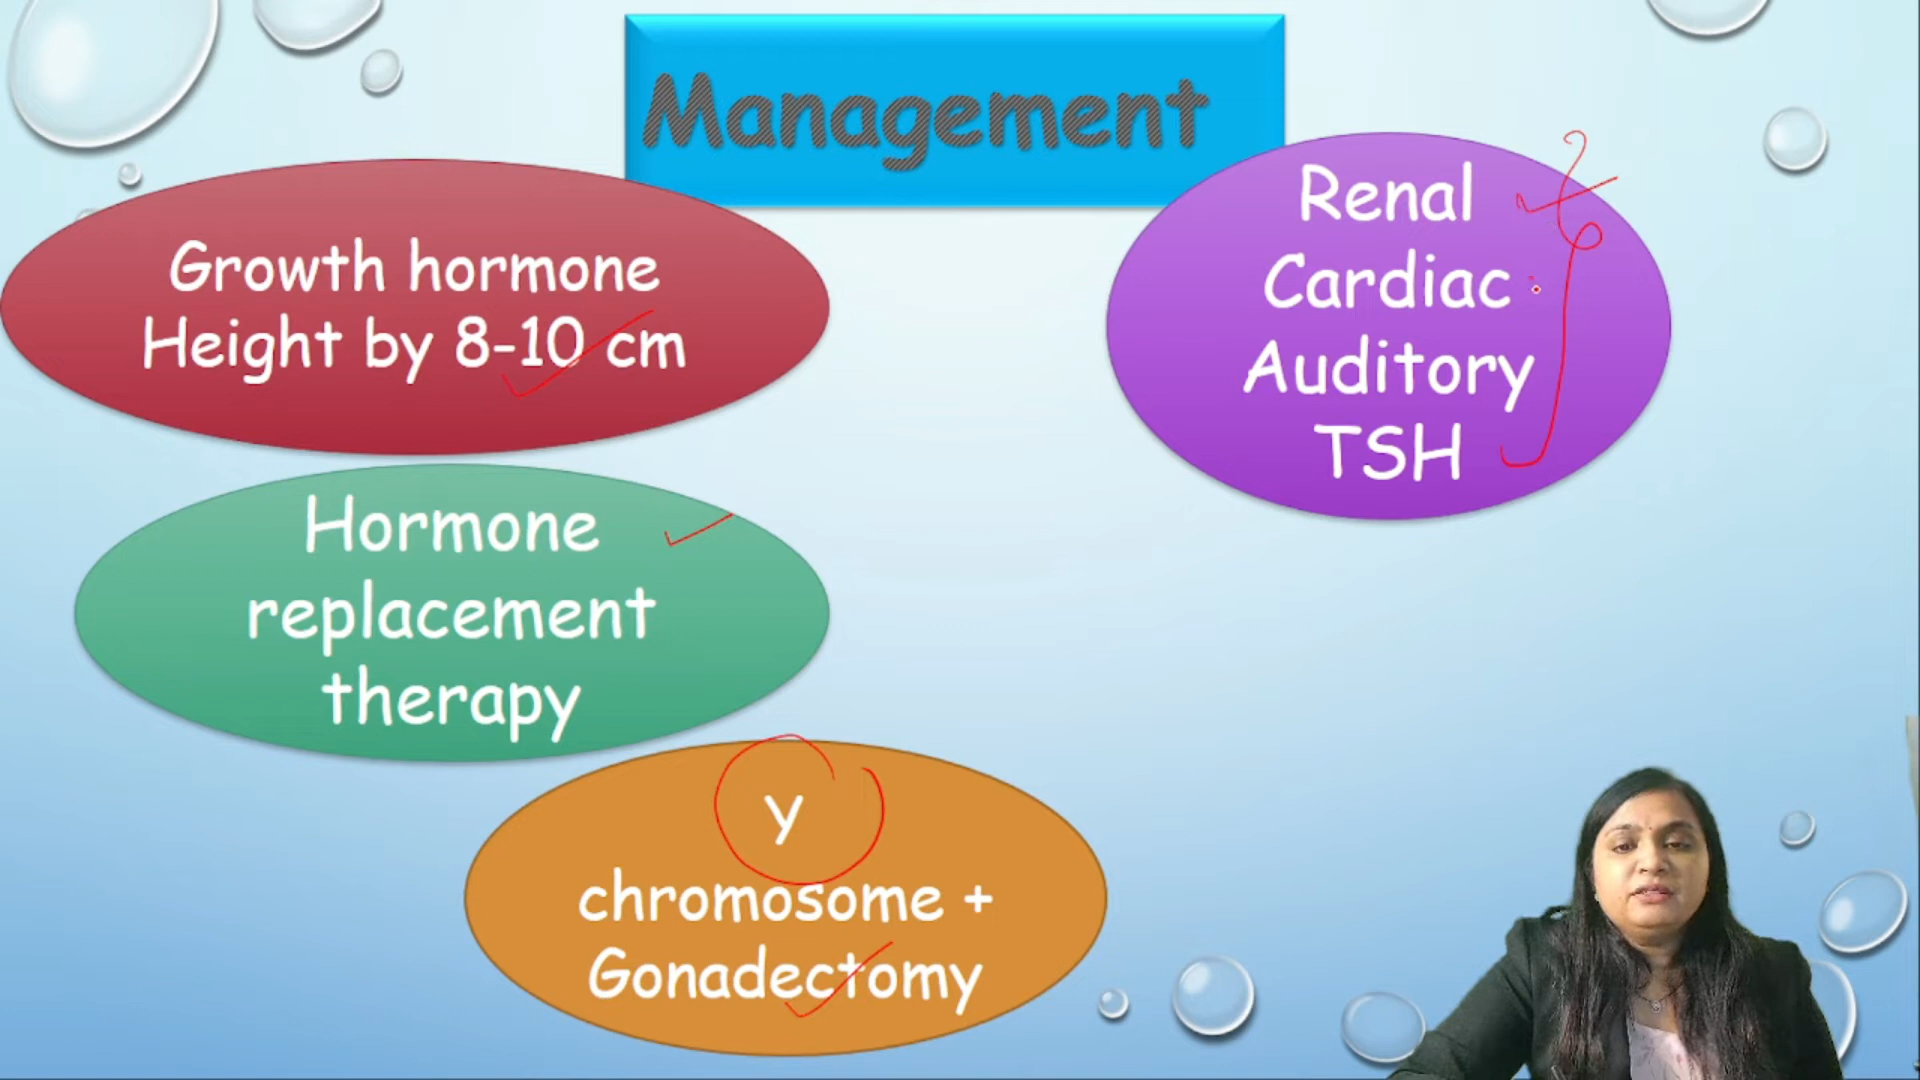 Management
Growth hormone
Height by 8-10 cm
Hormone
replacement
therapy
Y
chromosome +
Gonadectomy
Renal
Cardiac
Auditory
TSH